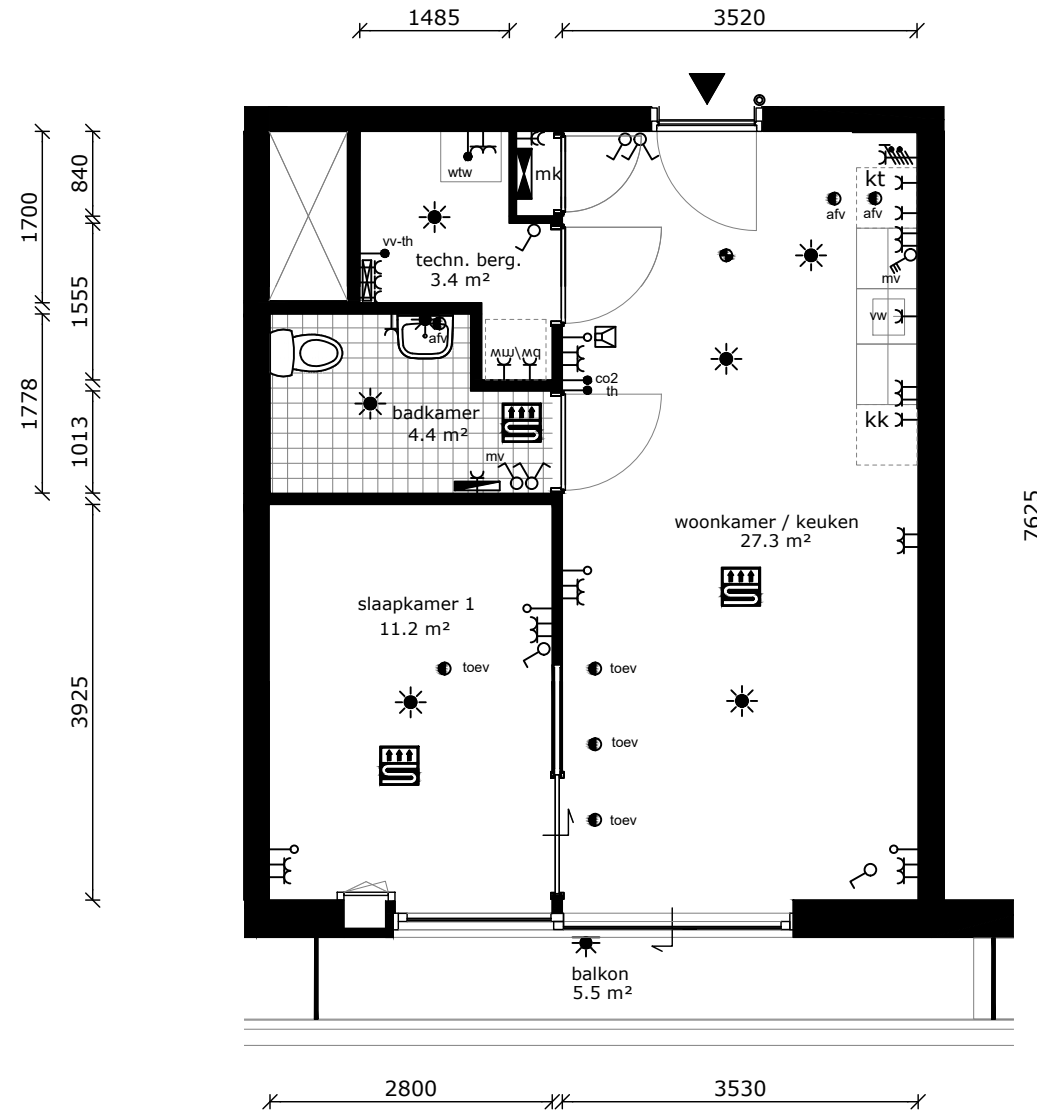 1485
3520
840
1700
kt
wtw
mk
afv
afv
vv-th
techn. berg.
3.4 m²
mv
1555
vw
afv
wm/wd
co2
th
1778
badkamer
4.4 m²
kk
1013
mv
7625
woonkamer / keuken
27.3 m²
slaapkamer 1
11.2 m²
toev
toev
3925
toev
toev
balkon
5.5 m²
2800
3530